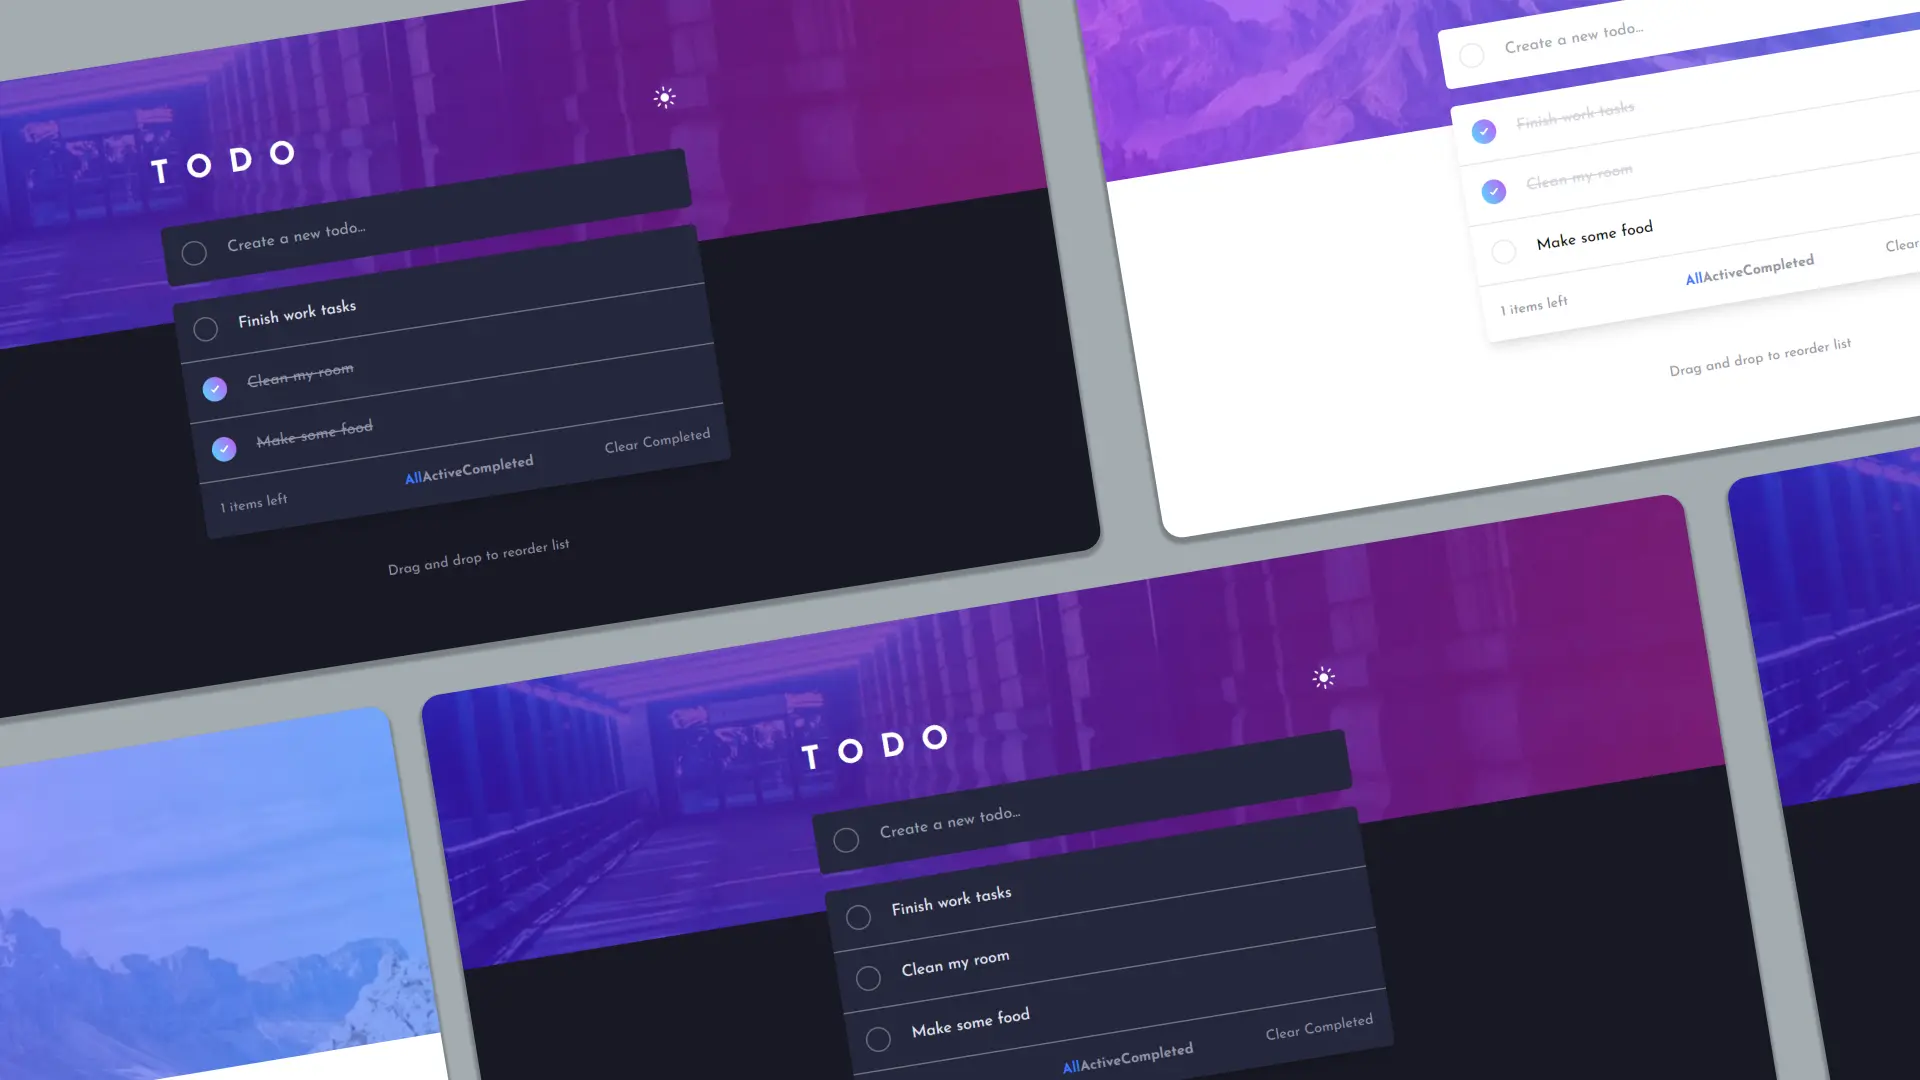 TODO
Create a new todo...
Finish work tasks
Clean my room
Make some food
1 items left
AllActiveCompleted
Clear Completed
Drag and drop to reorder list
Create a new todo...
Finish work tasks
Clean my room
Make some food
1 items left
AllActiveCompleted
Clear
Drag and drop to reorder list
TODO
Create a new todo...
Finish work tasks
Clean my room
Make some food
AllActiveCompleted
Clear Completed